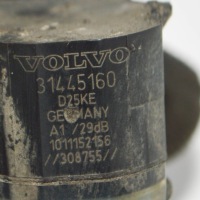 VOLVO
31445160
D25KE
GERMANY
A1 /29dB
1011152156
//308755//